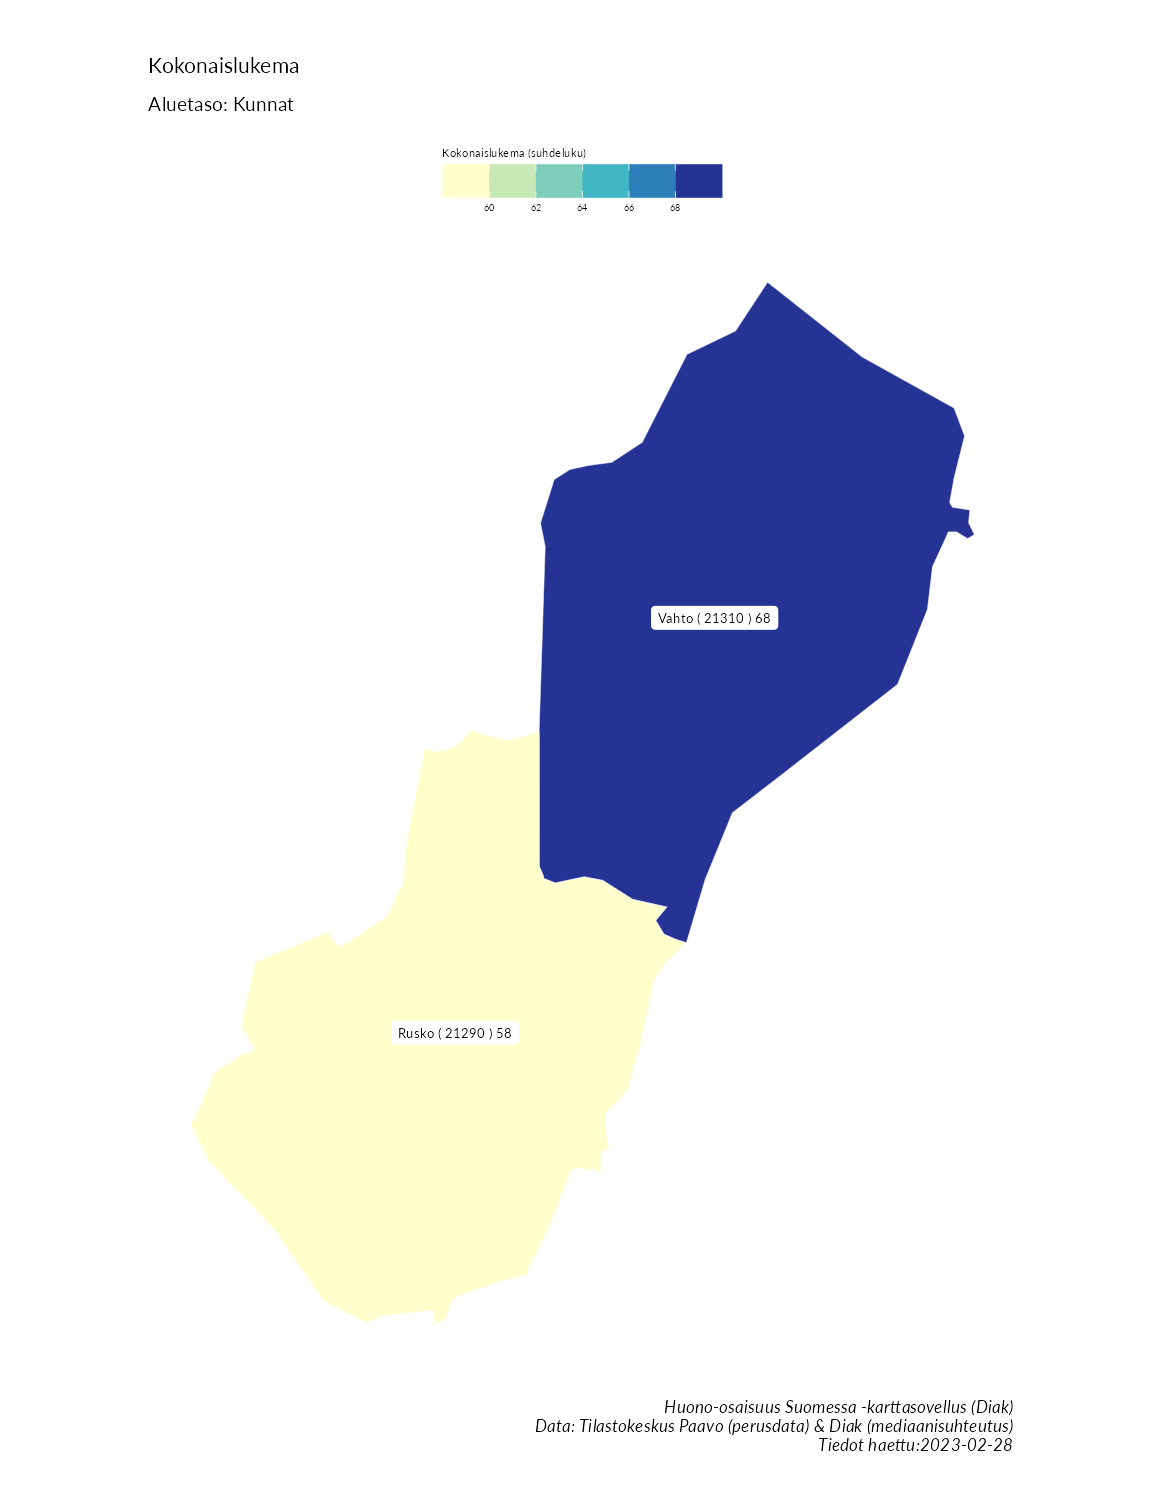 Kokonaislukema
Aluetaso: Kunnat
Kokonaislukema (suhdeluku)
60 62 64 66 68
Vahto ( 21310 ) 68
Rusko ( 21290 ) 58
Huono-osaisuus Suomessa -karttasovellus (Diak)
Data: Tilastokeskus Paavo (perusdata) & Diak (mediaanisuhteutus)
Tiedot haettu:2023-02-28